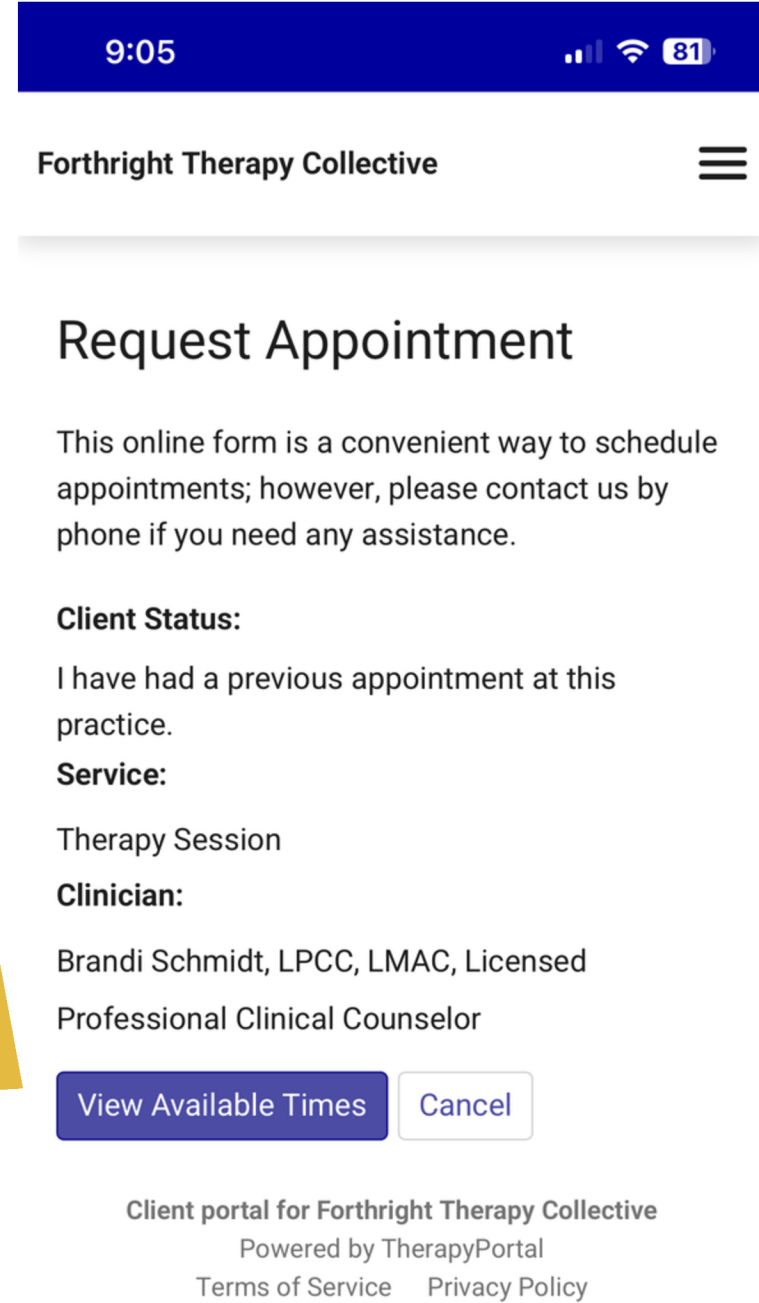 9:05
81
Forthright Therapy Collective
Request Appointment
This online form is a convenient way to schedule
appointments; however, please contact us by
phone if you need any assistance.
Client Status:
I have had a previous appointment at this
practice.
Service:
Therapy Session
Clinician:
Brandi Schmidt, LPCC, LMAC, Licensed
Professional Clinical Counselor
View Available Times Cancel
Client portal for Forthright Therapy Collective
Powered by TherapyPortal
Terms of Service Privacy Policy